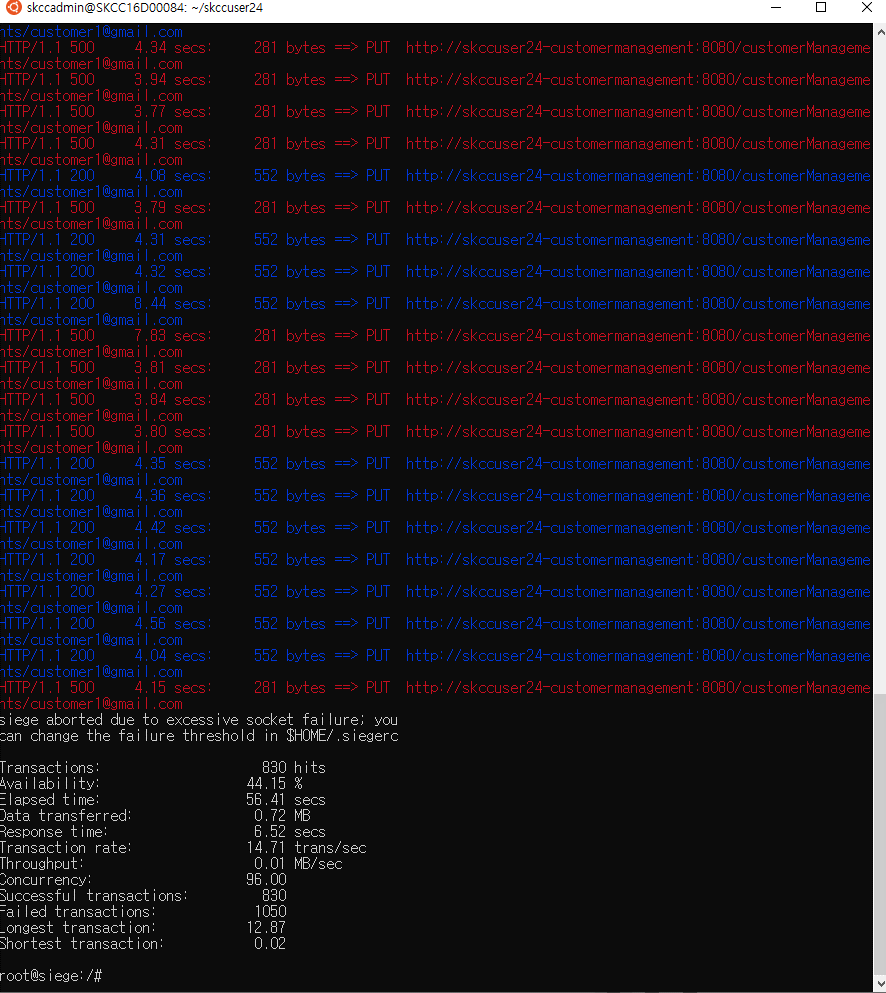 skccadmin@SKCC16D00084: ~/skccuser24
nts/customer1@gmail.com
HTTP/1.1 500     4.34 secs:     281 bytes ==> PUT  http://skccuser24-customermanagement:8080/customerManageme
nts/customer1@gmail.com
HTTP/1.1 500     3.94 secs:     281 bytes ==> PUT  http://skccuser24-customermanagement:8080/customerManageme
nts/customer1@gmail.com
HTTP/1.1 500     3.77 secs:     281 bytes ==> PUT  http://skccuser24-customermanagement:8080/customerManageme
nts/customer1@gmail.com
HTTP/1.1 500     4.31 secs:     281 bytes ==> PUT  http://skccuser24-customermanagement:8080/customerManageme
nts/customer1@gmail.com
HTTP/1.1 200     4.08 secs:     552 bytes ==> PUT  http://skccuser24-customermanagement:8080/customerManageme
nts/customer1@gmail.com
HTTP/1.1 500     3.79 secs:     281 bytes ==> PUT  http://skccuser24-customermanagement:8080/customerManageme
nts/customer1@gmail.com
HTTP/1.1 200     4.31 secs:     552 bytes ==> PUT  http://skccuser24-customermanagement:8080/customerManageme
nts/customer1@gmail.com
HTTP/1.1 200     4.32 secs:     552 bytes ==> PUT  http://skccuser24-customermanagement:8080/customerManageme
nts/customer1@gmail.com
HTTP/1.1 200     8.44 secs:     552 bytes ==> PUT  http://skccuser24-customermanagement:8080/customerManageme
nts/customer1@gmail.com
HTTP/1.1 500     7.83 secs:     281 bytes ==> PUT  http://skccuser24-customermanagement:8080/customerManageme
nts/customer1@gmail.com
HTTP/1.1 500     3.81 secs:     281 bytes ==> PUT  http://skccuser24-customermanagement:8080/customerManageme
nts/customer1@gmail.com
HTTP/1.1 500     3.84 secs:     281 bytes ==> PUT  http://skccuser24-customermanagement:8080/customerManageme
nts/customer1@gmail.com
HTTP/1.1 500     3.80 secs:     281 bytes ==> PUT  http://skccuser24-customermanagement:8080/customerManageme
nts/customer1@gmail.com
HTTP/1.1 200     4.35 secs:     552 bytes ==> PUT  http://skccuser24-customermanagement:8080/customerManageme
nts/customer1@gmail.com
HTTP/1.1 200     4.36 secs:     552 bytes ==> PUT  http://skccuser24-customermanagement:8080/customerManageme
nts/customer1@gmail.com
HTTP/1.1 200     4.42 secs:     552 bytes ==> PUT  http://skccuser24-customermanagement:8080/customerManageme
nts/customer1@gmail.com
HTTP/1.1 200     4.17 secs:     552 bytes ==> PUT  http://skccuser24-customermanagement:8080/customerManageme
nts/customer1@gmail.com
HTTP/1.1 200     4.27 secs:     552 bytes ==> PUT  http://skccuser24-customermanagement:8080/customerManageme
nts/customer1@gmail.com
HTTP/1.1 200     4.56 secs:     552 bytes ==> PUT  http://skccuser24-customermanagement:8080/customerManageme
nts/customer1@gmail.com
HTTP/1.1 200     4.04 secs:     552 bytes ==> PUT  http://skccuser24-customermanagement:8080/customerManageme
nts/customer1@gmail.com
HTTP/1.1 500     4.15 secs:     281 bytes ==> PUT  http://skccuser24-customermanagement:8080/customerManageme
nts/customer1@gmail.com
siege aborted due to excessive socket failure; you
can change the failure threshold in $HOME/.siegerc
Transactions:                    830 hits
Availability:                  44.15 %
Elapsed time:                  56.41 secs
Data transferred:               0.72 MB
Response time:                  6.52 secs
Transaction rate:              14.71 trans/sec
Throughput:                     0.01 MB/sec
Concurrency:                   96.00
Successful transactions:         830
Failed transactions:            1050
Longest transaction:           12.87
Shortest transaction:           0.02
root@siege:/#